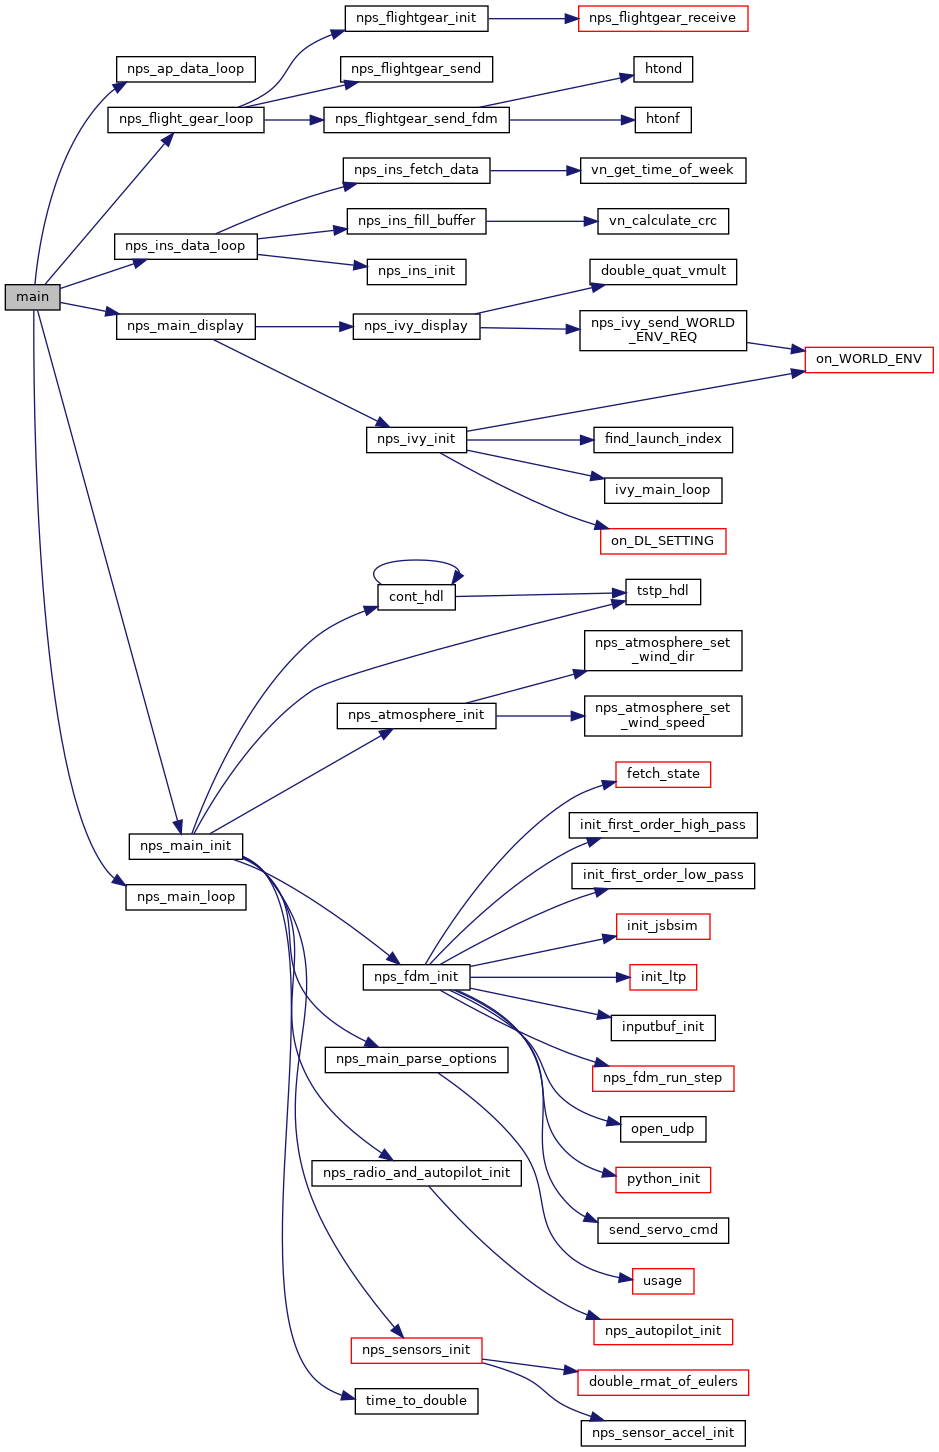 nps_flightgear_init
nps_flightgear_receive
nps_ap_data_loop
nps_flightgear_send
htond
nps_flight_gear_loop
nps_flightgear_send_fdm
htonf
nps_ins_fetch_data
vn_get_time_of_week
nps_ins_fill_buffer
vn_calculate_crc
nps_ins_data_loop
nps_ins_init
double_quat_vmult
main
nps_main_display
nps_ivy_display
nps_ivy_send_WORLD
_ENV_REQ
on_WORLD_ENV
nps_ivy_init
find_launch_index
ivy_main_loop
on_DL_SETTING
cont_hdl
tstp_hdl
nps_atmosphere_set
_wind_dir
nps_atmosphere_init
nps_atmosphere_set
_wind_speed
fetch_state
init_first_order_high_pass
nps_main_init
init_first_order_low_pass
nps_main_loop
init_jsbsim
nps_fdm_init
init_ltp
inputbuf_init
nps_main_parse_options
nps_fdm_run_step
open_udp
nps_radio_and_autopilot_init
python_init
send_servo_cmd
usage
nps_autopilot_init
nps_sensors_init
double_rmat_of_eulers
time_to_double
nps_sensor_accel_init